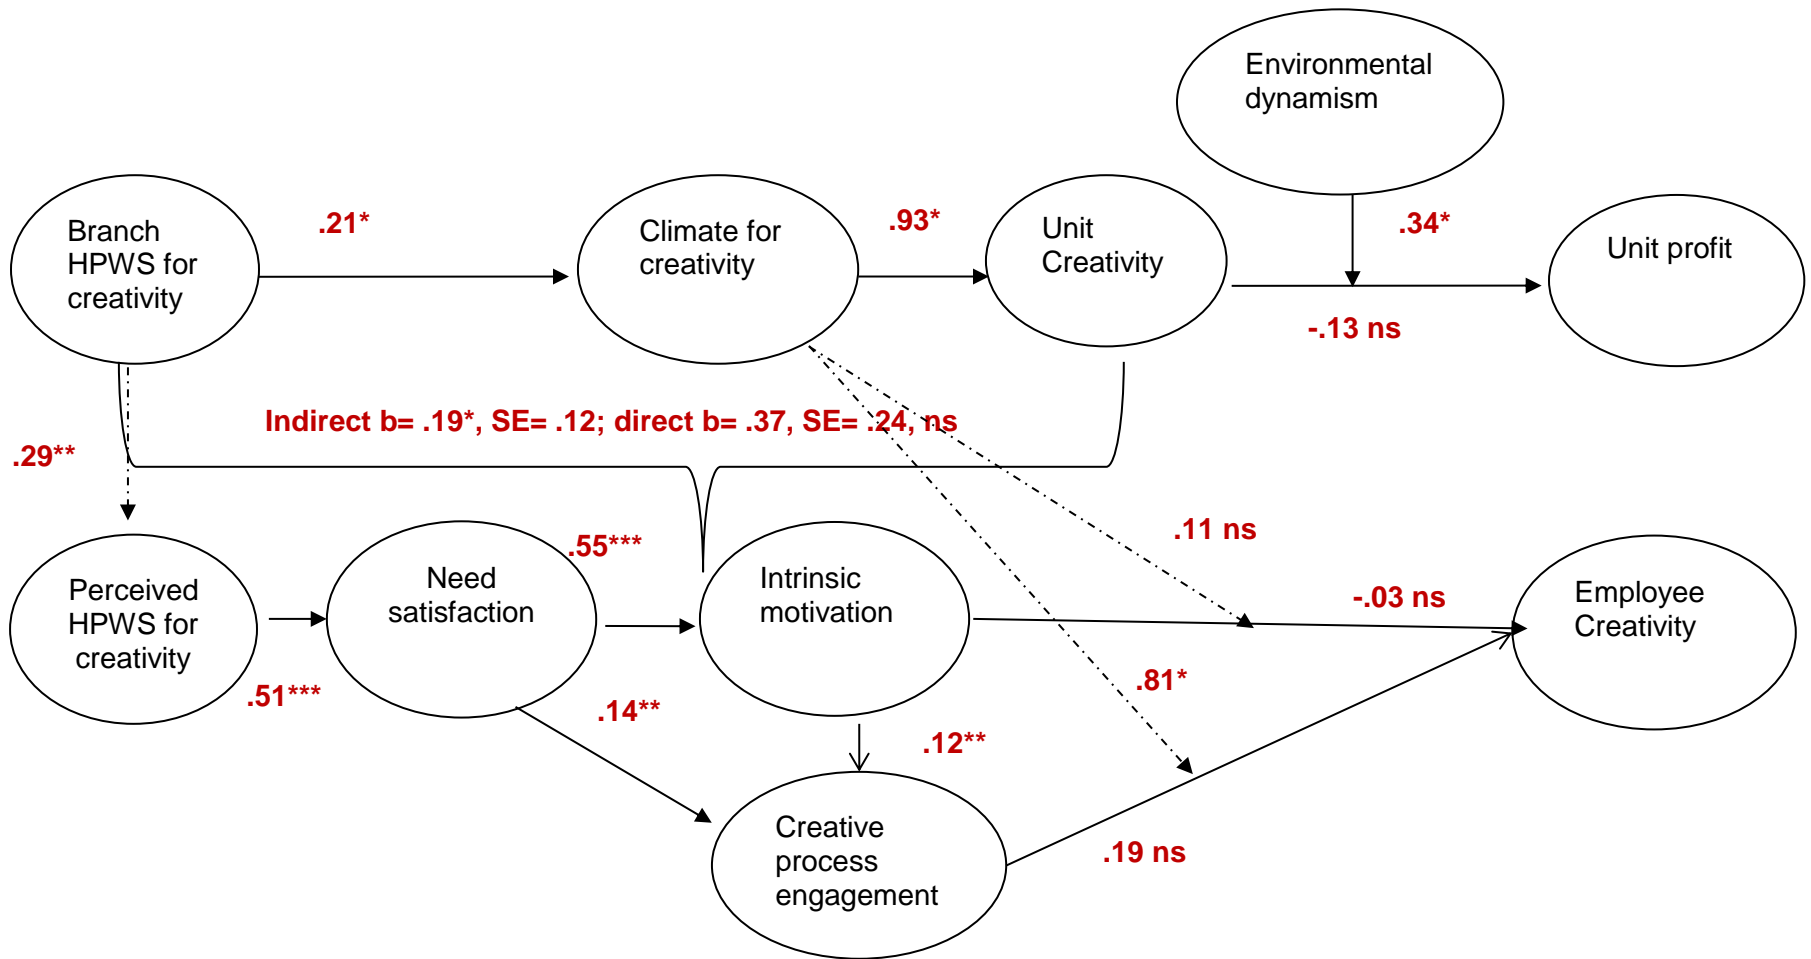 Environmental
dynamism
Branch
HPWS for
creativity
.21*
Climate for
creativity
.93*
Unit
Creativity
.34*
Unit profit
-.13 ns
Indirect b= .19*, SE= .12; direct b= .37, SE= .24, ns
.29**
.55***
.11 ns
Perceived
HPWS for
creativity
Need
satisfaction
Intrinsic
motivation
-.03 ns
Employee
Creativity
.51***
.14**
.81*
.12**
Creative
process
engagement
.19 ns